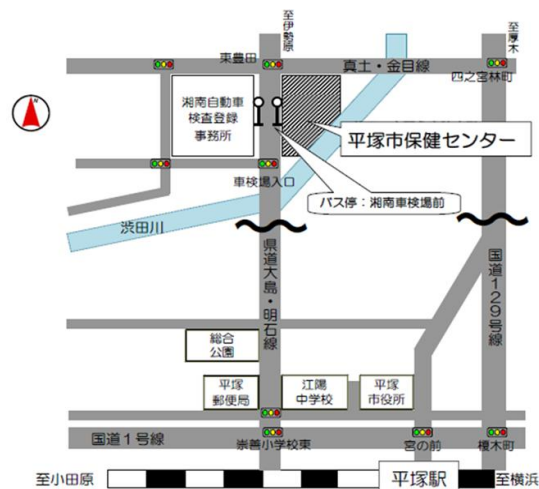 至伊勢原
至厚木
東豊田
真土・金目線
四之宮林町
N
湘南自動車
検査登録
事務所
平塚市保健センター
車検場入口
バス停：湘南車検場前
渋田川
県道大島・明石線
国道129号線
総合
公園
平塚
郵便局
江陽
中学校
平塚
市役所
国道1号線
崇善小学校東
宮の前
榎木町
至小田原
平塚駅
至横浜